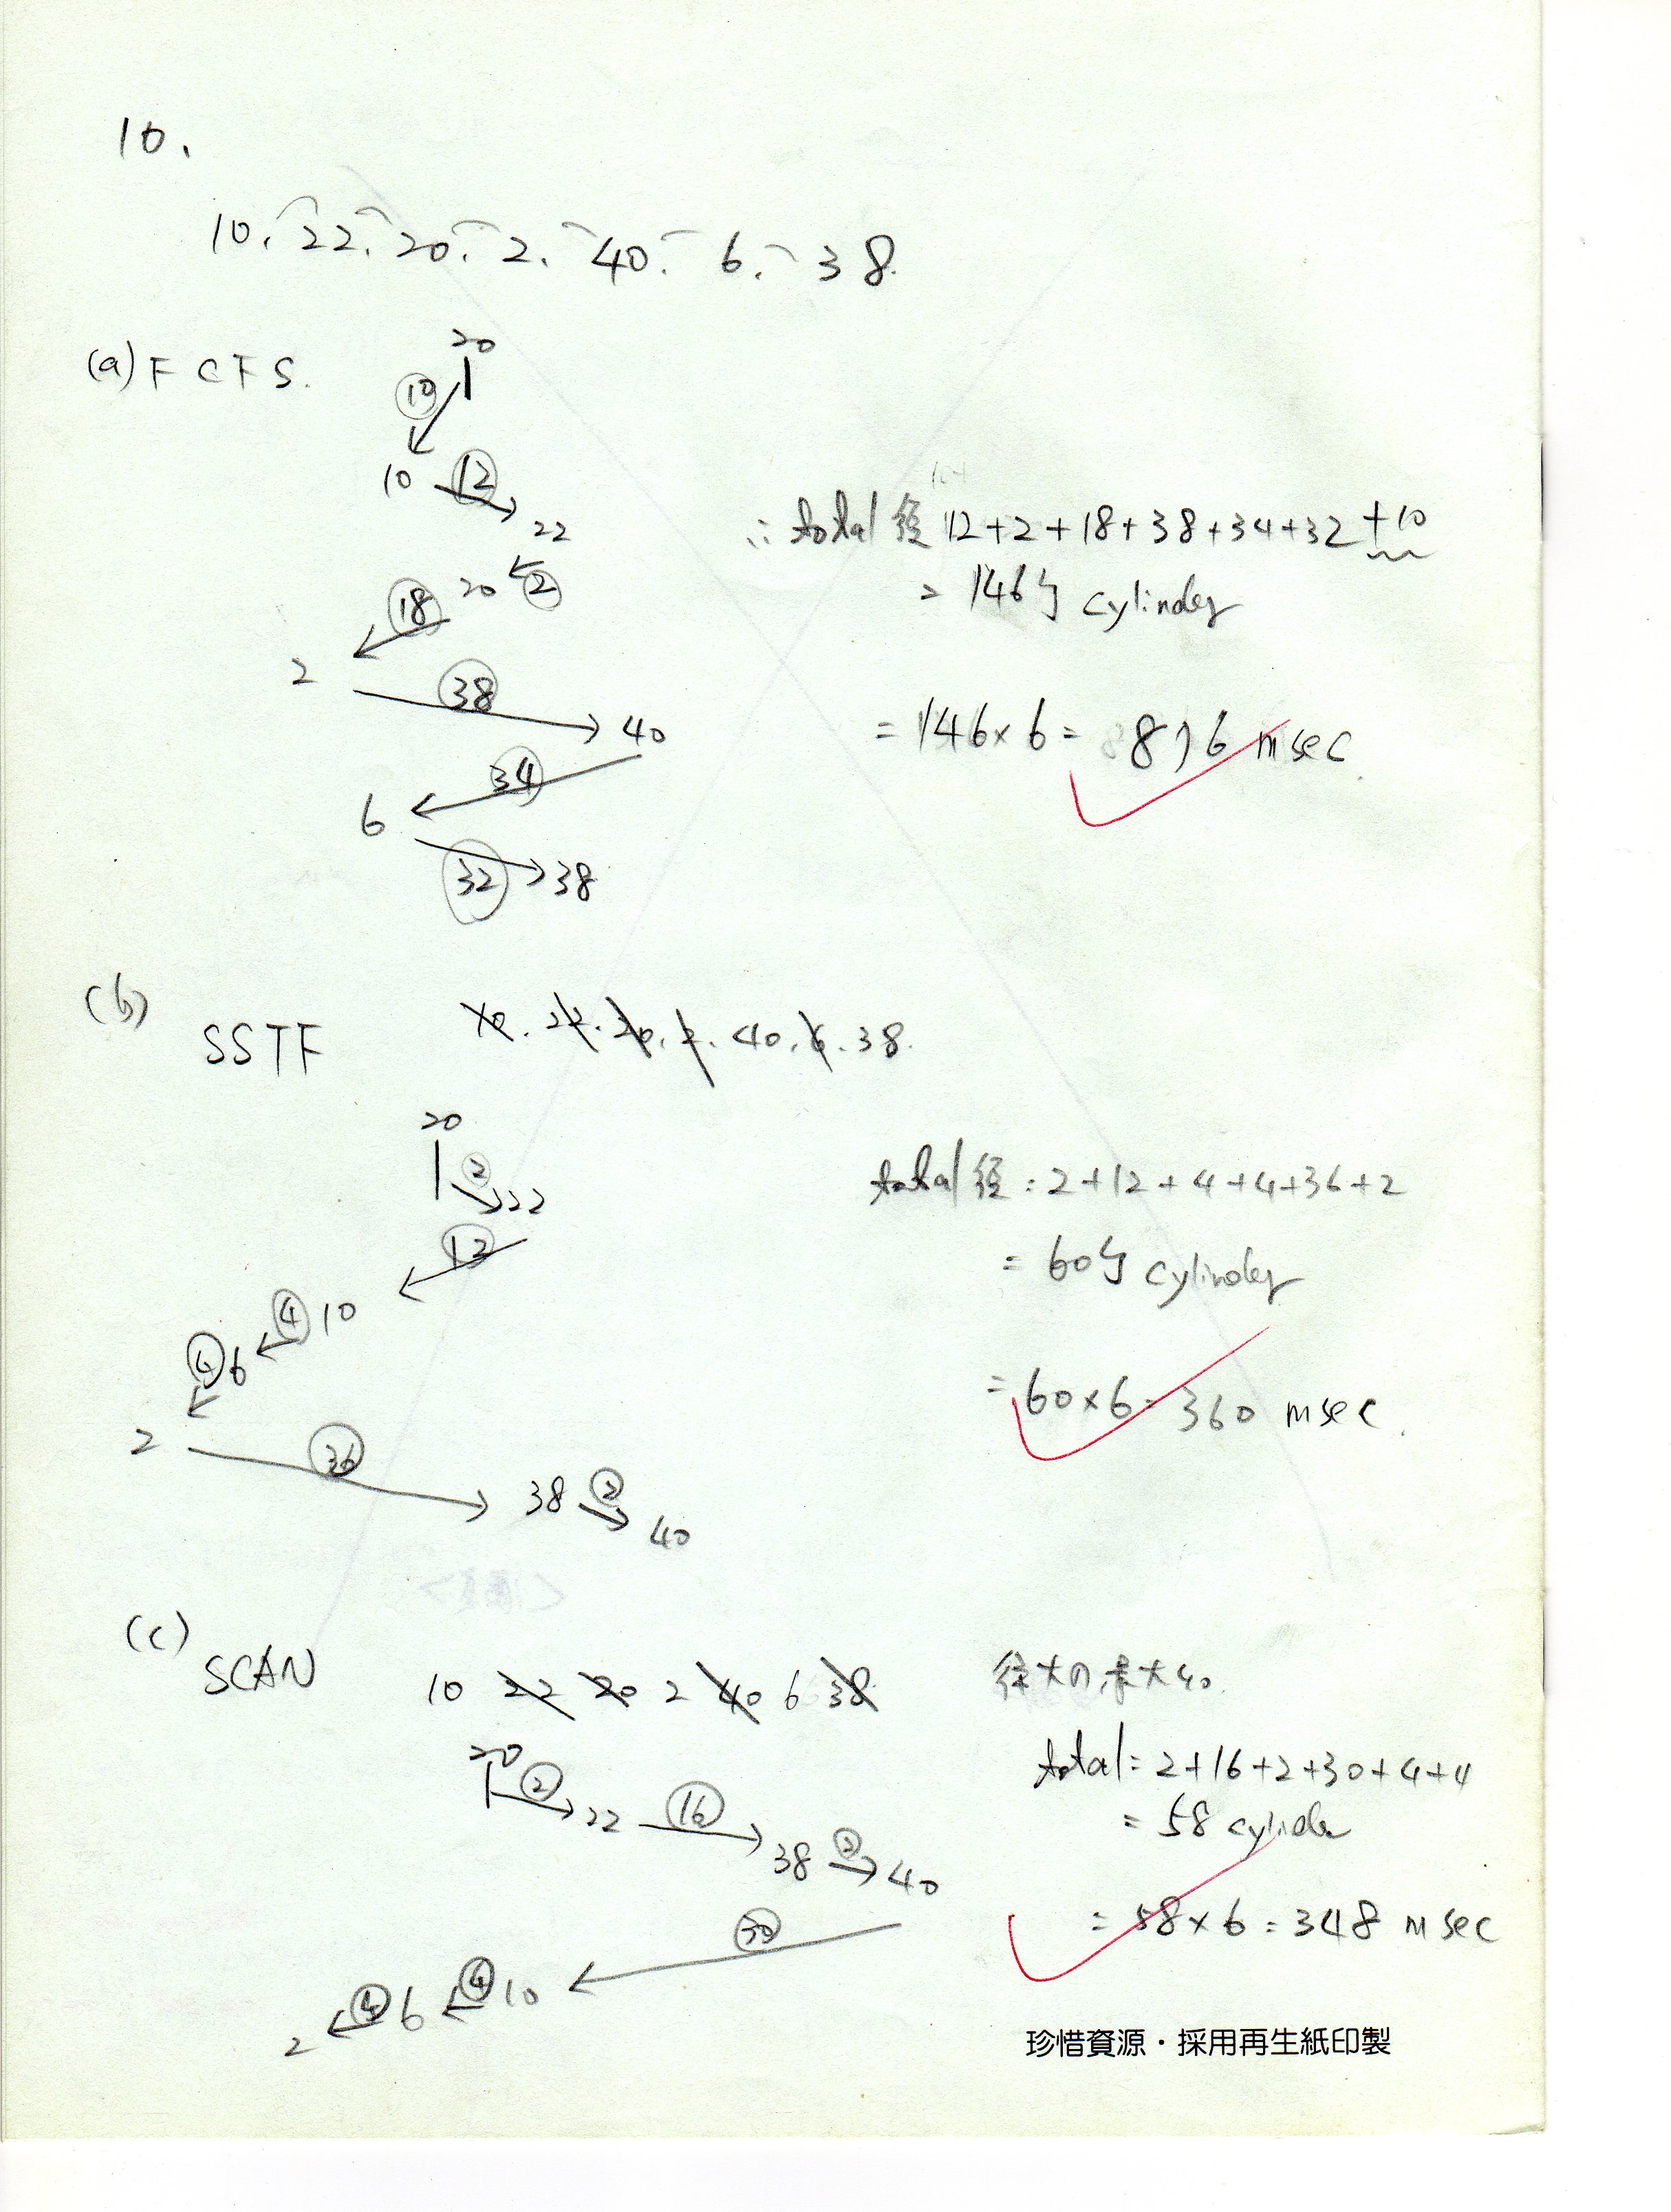 10.
10、22、20、2、40、6、38
(a) FCFS.
20
10
10 12 22
20 2
18
2
38
40
34
6
32 38
∴ total 經 12+2+18+38+34+32+10
= 146 cylinder
= 146×6 = 876 msec.
(b) SSTF
10. 22. 20. 2. 40. 6. 38.
20
2
22
12
4 10
4 6
2
36
38 2 40
total 經 : 2+12+4+4+36+2
= 60 cylinder
= 60×6 = 360 msec.
(c) SCAN
10 22 20 2 40 6 38
20 2 22 16 38 2 40
30
10 4 6 4 2
往大の, 最大40.
total = 2+16+2+30+4+4
= 58 cylinder
= 58×6 = 348 msec
珍惜資源・採用再生紙印製